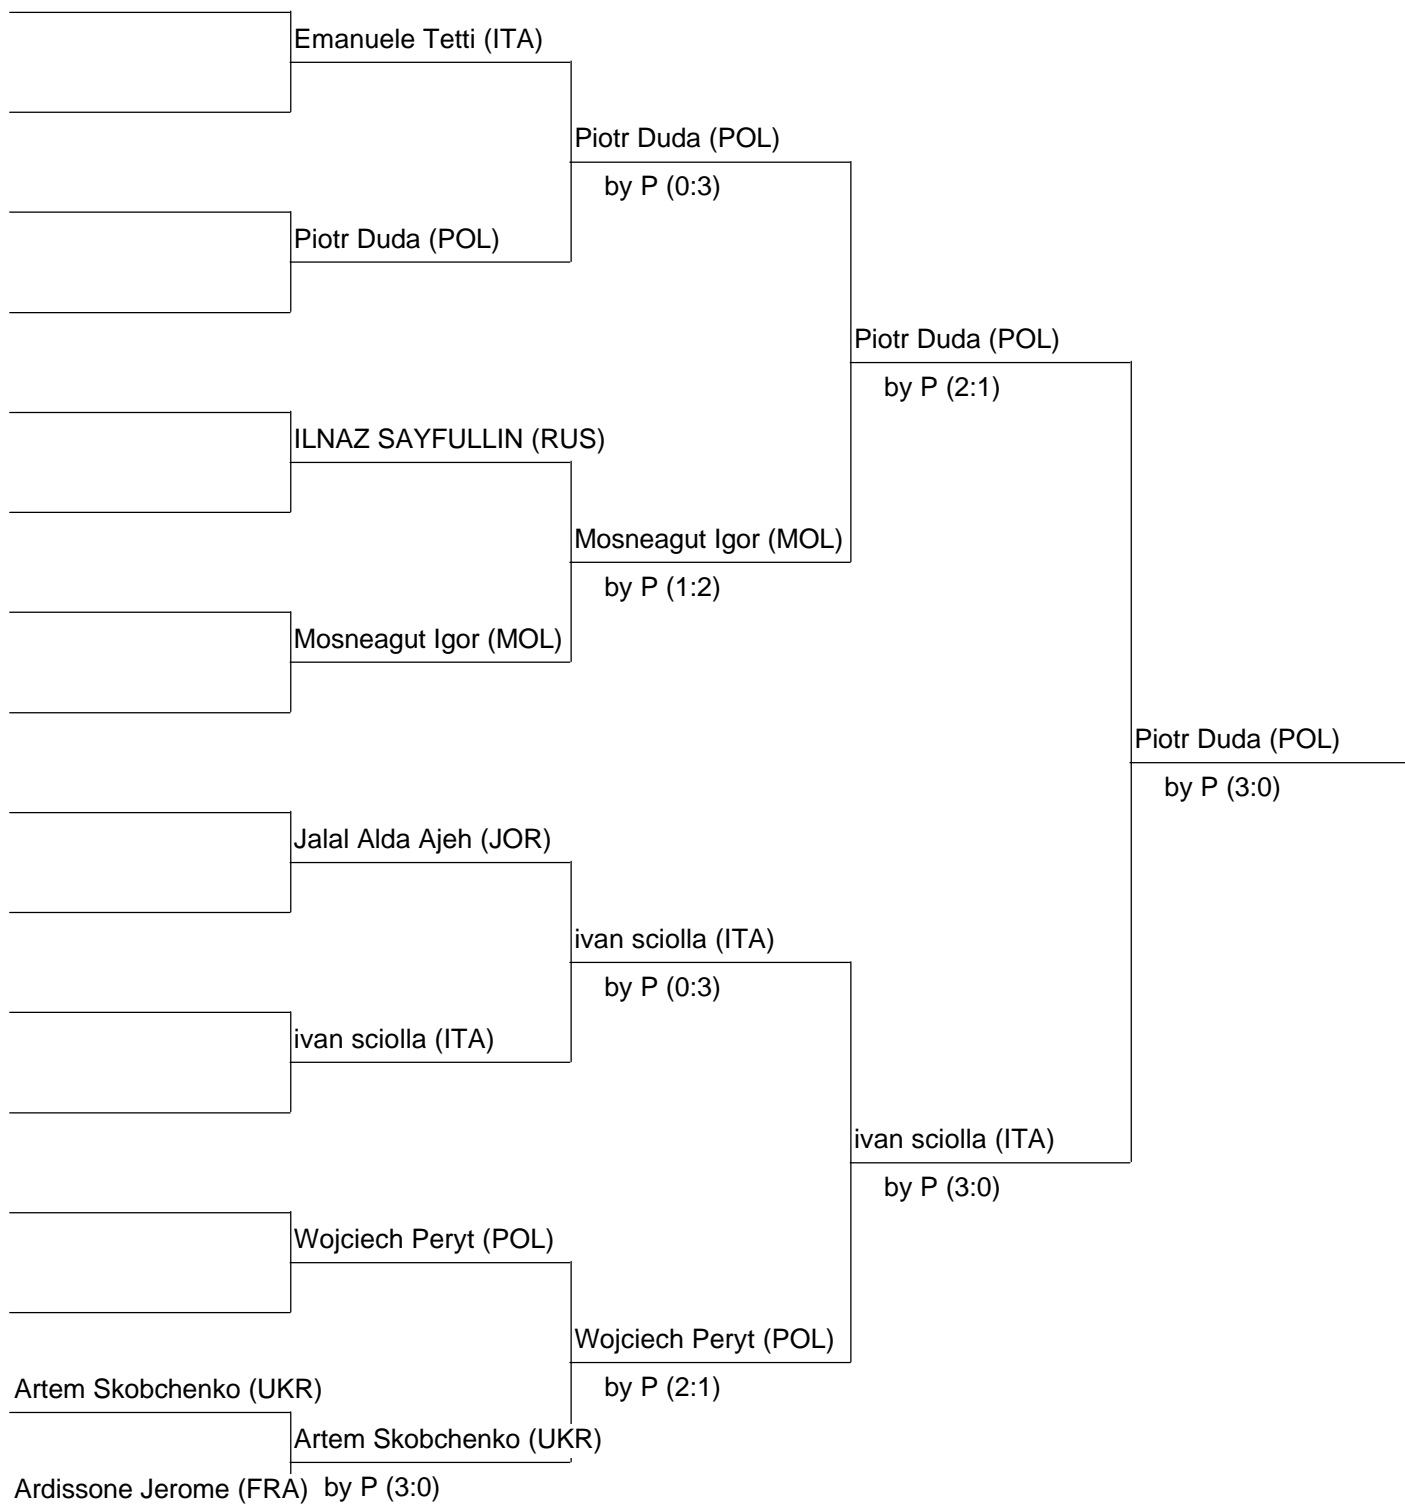 Emanuele Tetti (ITA)
Piotr Duda (POL)
by P (0:3)
Piotr Duda (POL)
Piotr Duda (POL)
by P (2:1)
ILNAZ SAYFULLIN (RUS)
Mosneagut Igor (MOL)
by P (1:2)
Mosneagut Igor (MOL)
Piotr Duda (POL)
by P (3:0)
Jalal Alda Ajeh (JOR)
ivan sciolla (ITA)
by P (0:3)
ivan sciolla (ITA)
ivan sciolla (ITA)
by P (3:0)
Wojciech Peryt (POL)
Wojciech Peryt (POL)
by P (2:1)
Artem Skobchenko (UKR)
Artem Skobchenko (UKR)
Ardissone Jerome (FRA) by P (3:0)